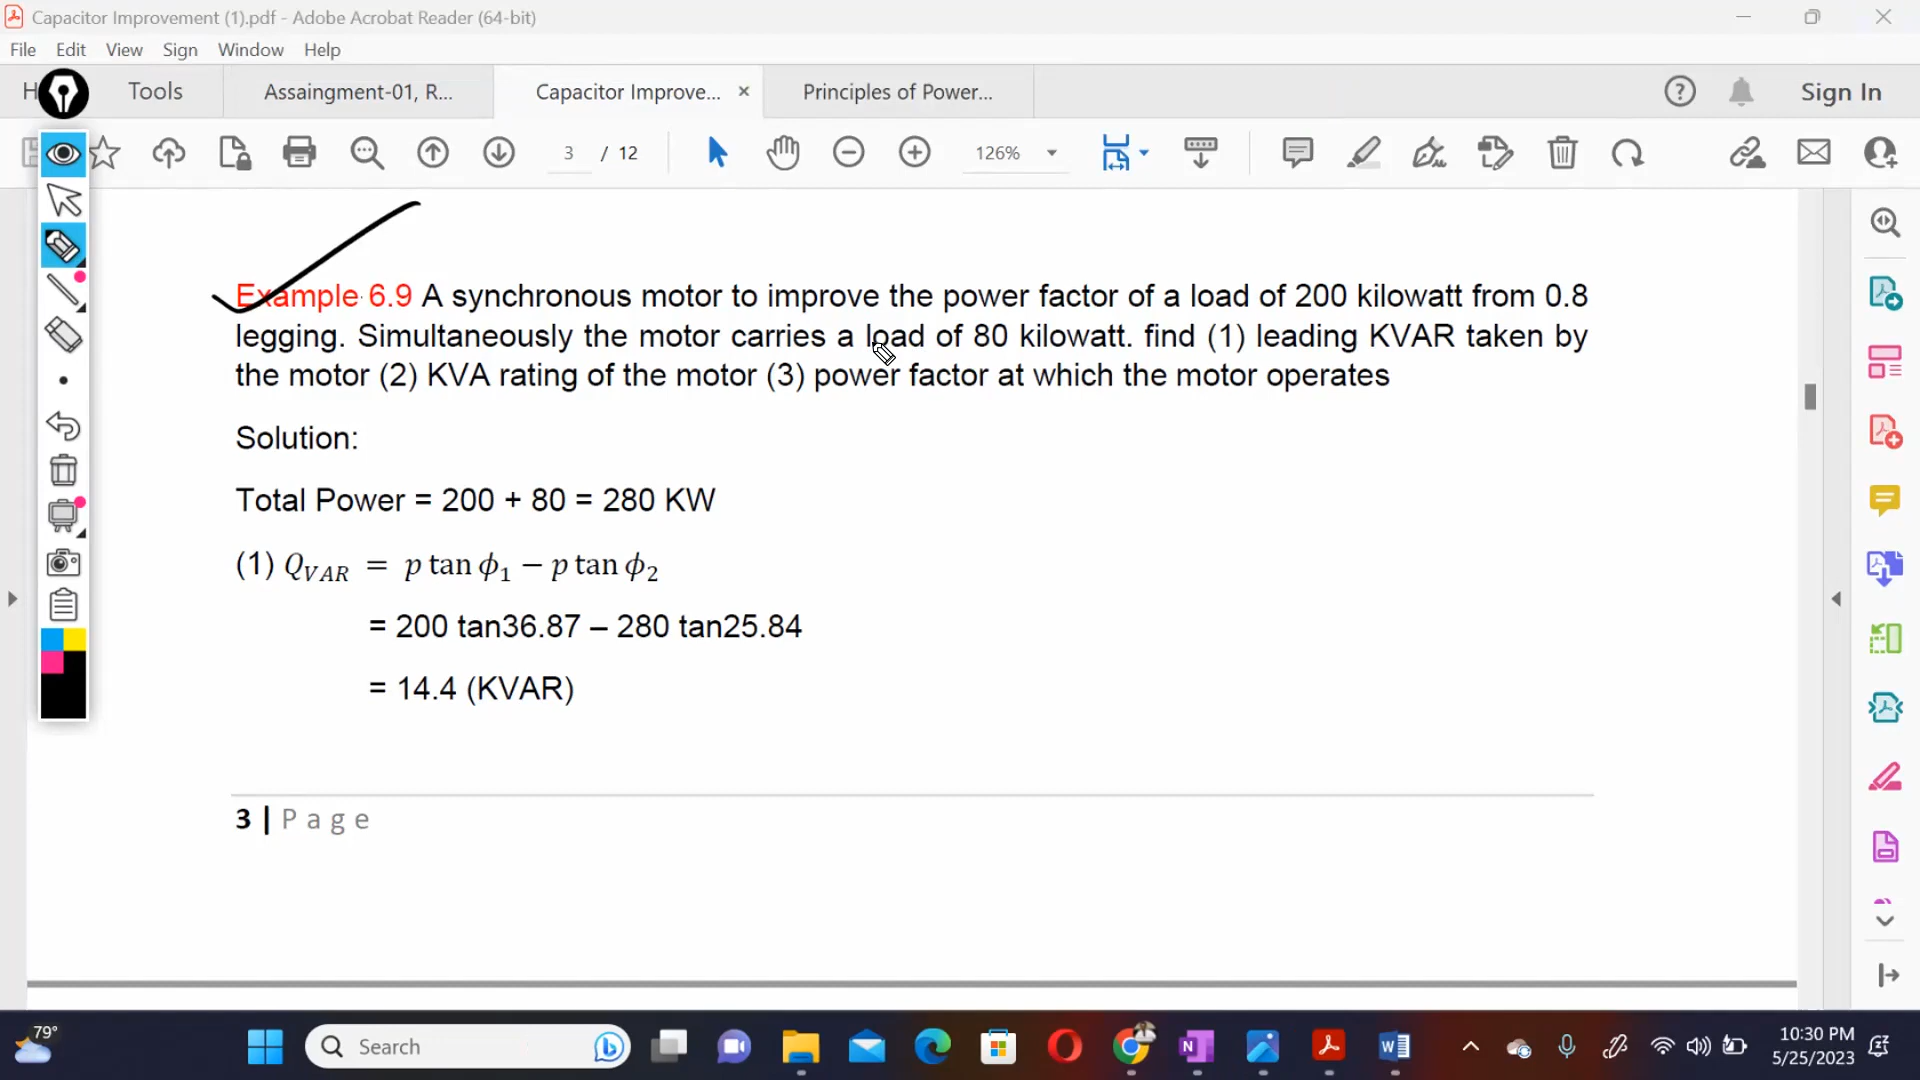 Capacitor Improvement (1).pdf - Adobe Acrobat Reader (64-bit)
File Edit View Sign Window Help
H Tools Assaingment-01, R... Capacitor Improve... × Principles of Power... Sign In
3 / 12 126%
Example 6.9 A synchronous motor to improve the power factor of a load of 200 kilowatt from 0.8
legging. Simultaneously the motor carries a load of 80 kilowatt. find (1) leading KVAR taken by
the motor (2) KVA rating of the motor (3) power factor at which the motor operates
Solution:
Total Power = 200 + 80 = 280 KW
(1) Q_VAR = p tan ϕ₁ − p tan ϕ₂
= 200 tan36.87 – 280 tan25.84
= 14.4 (KVAR)
3 | Page
79°
Search
10:30 PM
5/25/2023